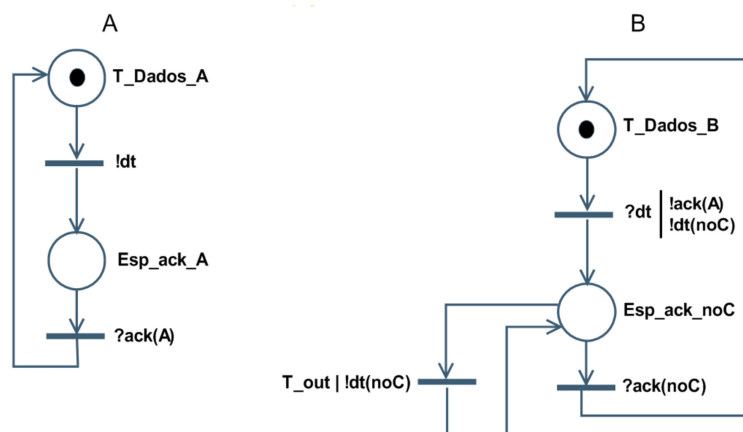 A
T_Dados_A
!dt
Esp_ack_A
?ack(A)
B
T_Dados_B
?dt
!ack(A)
!dt(noC)
Esp_ack_noC
T_out | !dt(noC)
?ack(noC)